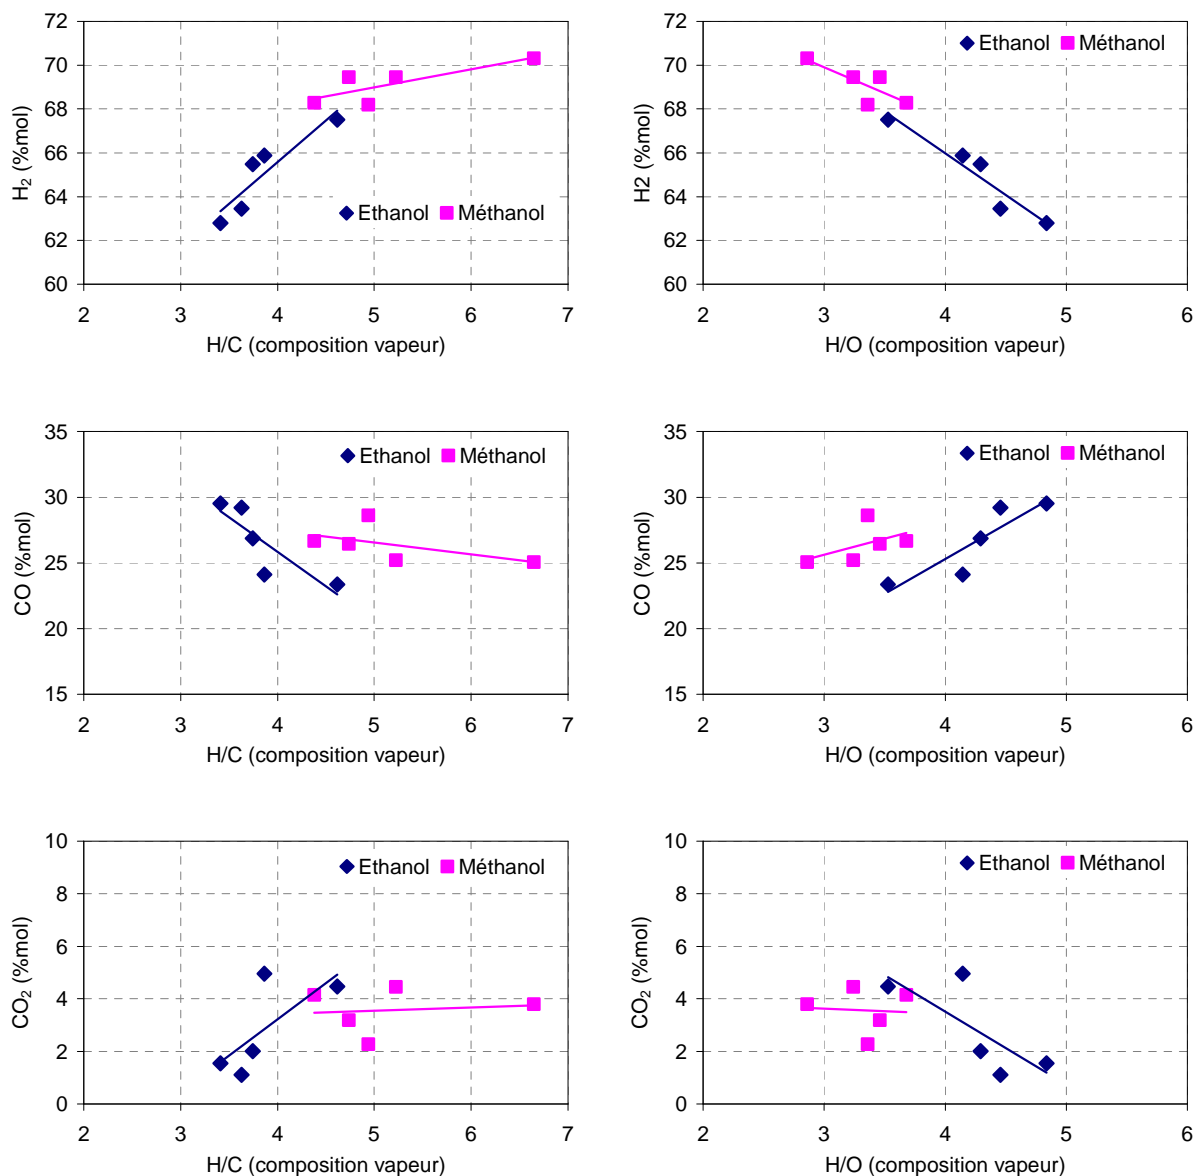 72
70
68
66
64
62
60
H₂ (%mol)
Ethanol Méthanol
2 3 4 5 6 7
H/C (composition vapeur)
72
70
68
66
64
62
60
H2 (%mol)
Ethanol Méthanol
2 3 4 5 6
H/O (composition vapeur)
35
30
25
20
15
CO (%mol)
Ethanol Méthanol
2 3 4 5 6 7
H/C (composition vapeur)
35
30
25
20
15
CO (%mol)
Ethanol Méthanol
2 3 4 5 6
H/O (composition vapeur)
10
8
6
4
2
0
CO₂ (%mol)
Ethanol Méthanol
2 3 4 5 6 7
H/C (composition vapeur)
10
8
6
4
2
0
CO₂ (%mol)
Ethanol Méthanol
2 3 4 5 6
H/O (composition vapeur)